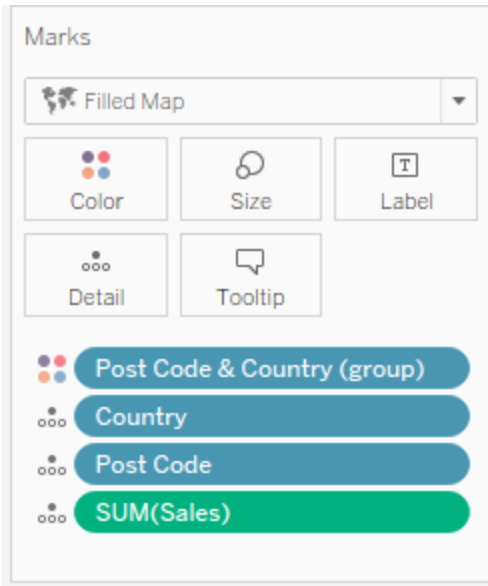 Marks
Filled Map
Color
Size
T
Label
Detail
Tooltip
Post Code & Country (group)
Country
Post Code
SUM(Sales)